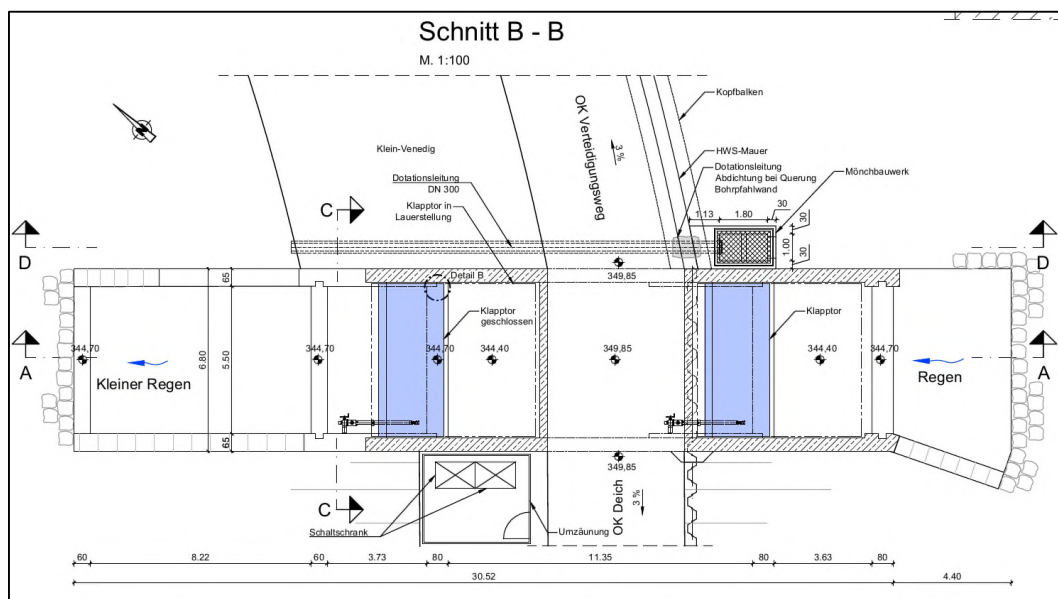 Schnitt B - B
M. 1:100
Kopfbalken
OK Verteidigungsweg
3 %
Klein-Venedig
HWS-Mauer
Dotationsleitung
Abdichtung bei Querung
Bohrpfahlwand
Mönchbauwerk
Dotationsleitung
DN 300
Klapptor in
Lauerstellung
C
30
1.13
1.80
30
1.00
30
D
D
349,85
Detail B
65
Klapptor
geschlossen
Klapptor
344,70
344,70
344,70
344,40
349,85
344,40
344,70
A
A
6.80
5.50
Kleiner Regen
Regen
65
349,85
OK Deich
3 %
C
Schaltschrank
Umzäunung
60
8.22
60
3.73
80
11.35
80
3.63
80
30.52
4.40